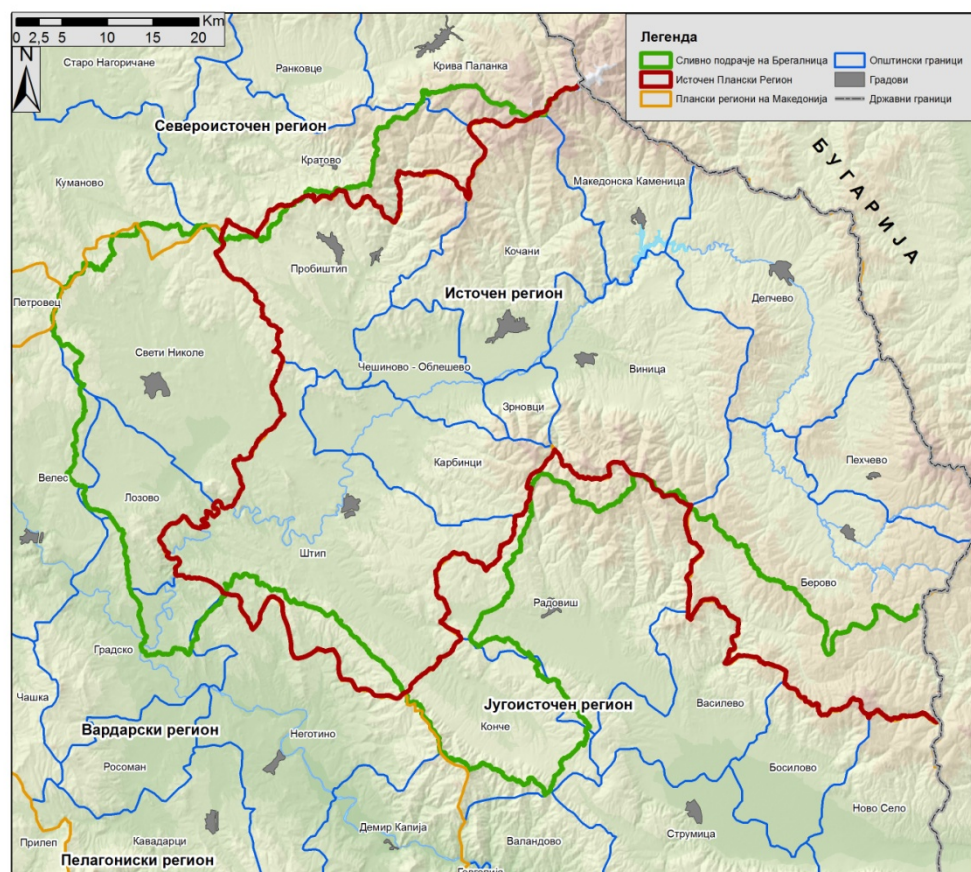 Km
0 2,5 5 10 15 20
N
Легенда
Сливно подрачје на Брегалница
Источен Плански Регион
Плански региони на Македонија
Општински граници
Градови
Државни граници
Старо Нагоричане
Ранковце
Крива Паланка
Североисточен регион
Кратово
Куманово
Македонска Каменица
БУГАРИЈА
Кочани
Пробиштип
Источен регион
Делчево
Петровец
Свети Николе
Чешиново - Облешево
Виница
Зрновци
Карбинци
Пехчево
Велес
Лозово
Штип
Берово
Радовиш
Градско
Чашка
Југоисточен регион
Василево
Вардарски регион
Неготино
Конче
Росоман
Босилово
Ново Село
Демир Капија
Струмица
Прилеп
Кавадарци
Валандово
Пелагониски регион